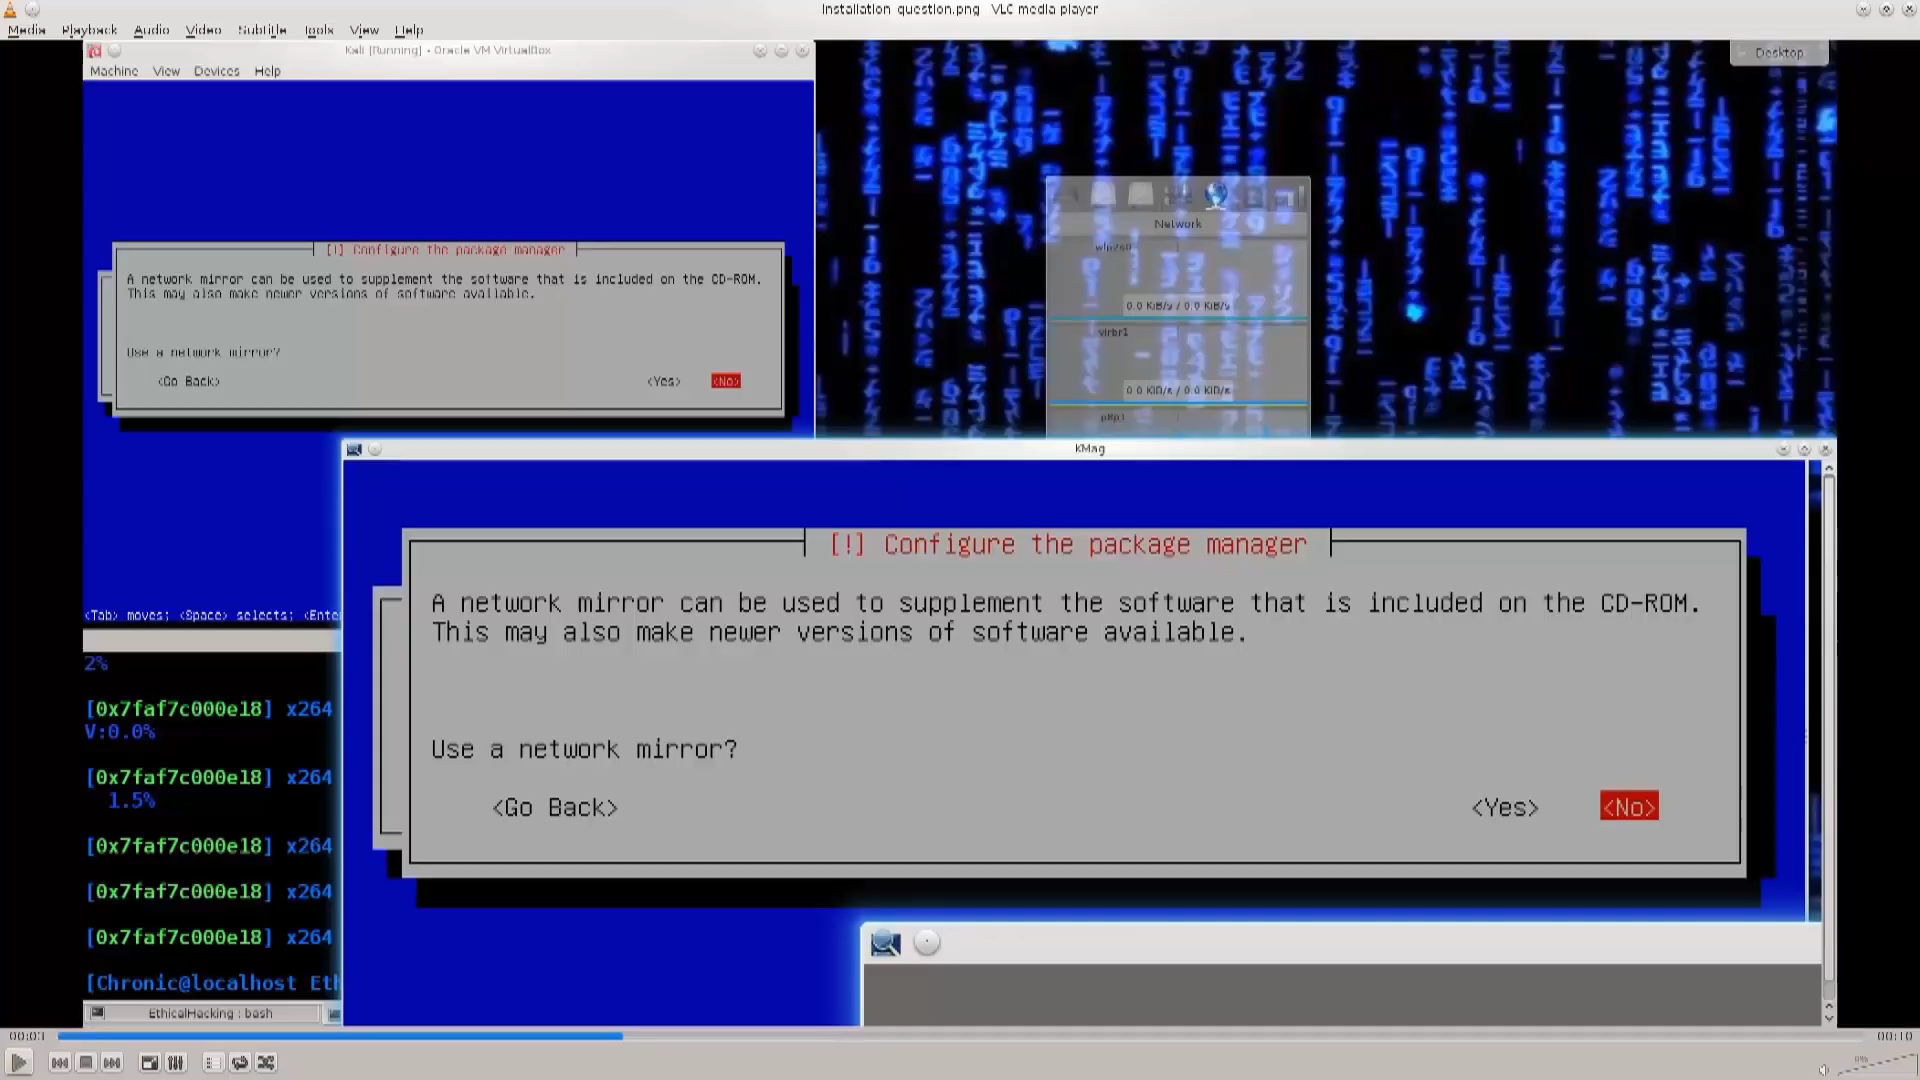 Installation question.png VLC media player
Media Playback Audio Video Subtitle Tools View Help
Kali [Running] - Oracle VM VirtualBox
Machine View Devices Help
Desktop
[!] Configure the package manager
A network mirror can be used to supplement the software that is included on the CD-ROM.
This may also make newer versions of software available.
Use a network mirror?
<Go Back> <Yes> <No>
<Tab> moves; <Space> selects; <Ente
Network
wlp2s0
0.0 KiB/s / 0.0 KiB/s
virbr1
0.0 KiB/s / 0.0 KiB/s
p8p1
KMag
[!] Configure the package manager
A network mirror can be used to supplement the software that is included on the CD-ROM.
This may also make newer versions of software available.
Use a network mirror?
<Go Back> <Yes> <No>
2%
[0x7faf7c000e18] x264
V:0.0%
[0x7faf7c000e18] x264
1.5%
[0x7faf7c000e18] x264
[0x7faf7c000e18] x264
[0x7faf7c000e18] x264
[Chronic@localhost Eth
EthicalHacking : bash
00:03 00:10
0%